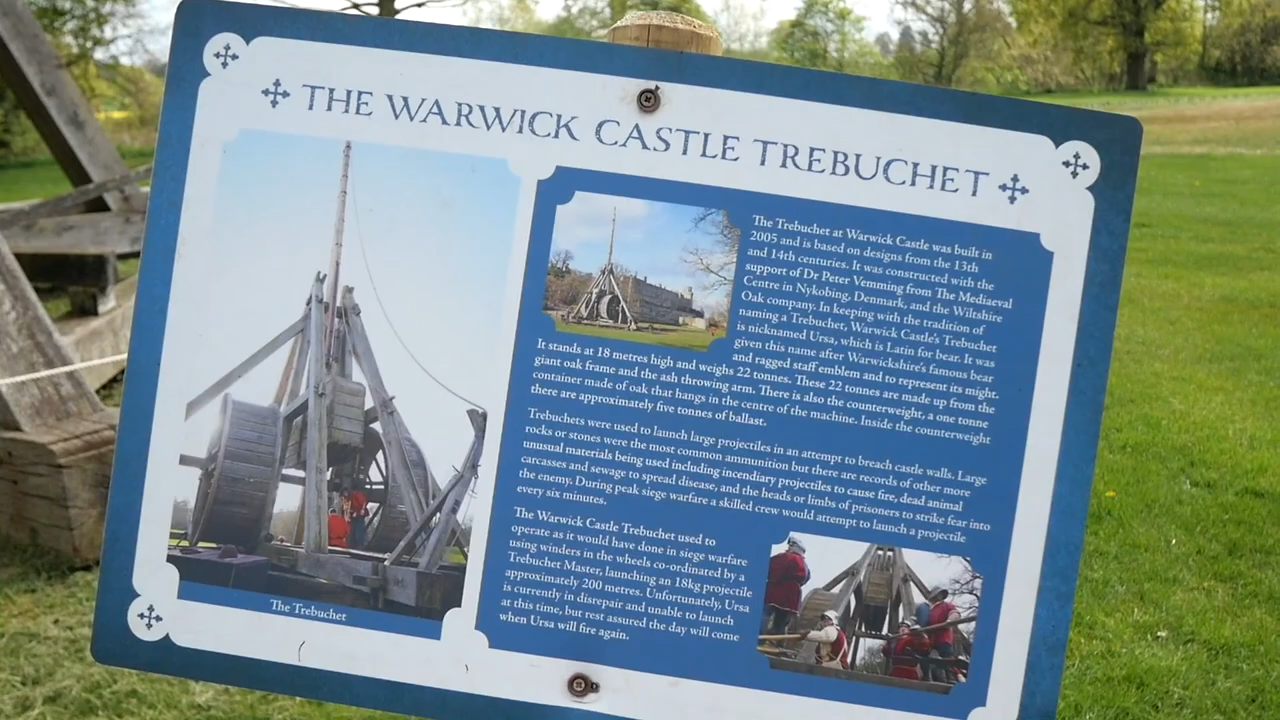 THE WARWICK CASTLE TREBUCHET
The Trebuchet at Warwick Castle was built in
2005 and is based on designs from the 13th
and 14th centuries. It was constructed with the
support of Dr Peter Vemming from The Mediaeval
Centre in Nykobing, Denmark, and the Wiltshire
Oak company. In keeping with the tradition of
naming a Trebuchet, Warwick Castle's Trebuchet
is nicknamed Ursa, which is Latin for bear. It was
given this name after Warwickshire's famous bear
and ragged staff emblem and to represent its might.
It stands at 18 metres high and weighs 22 tonnes. These 22 tonnes are made up from the
giant oak frame and the ash throwing arm. There is also the counterweight, a one tonne
container made of oak that hangs in the centre of the machine. Inside the counterweight
there are approximately five tonnes of ballast.
Trebuchets were used to launch large projectiles in an attempt to breach castle walls. Large
rocks or stones were the most common ammunition but there are records of other more
unusual materials being used including incendiary projectiles to cause fire, dead animal
carcasses and sewage to spread disease, and the heads or limbs of prisoners to strike fear into
the enemy. During peak siege warfare a skilled crew would attempt to launch a projectile
every six minutes.
The Warwick Castle Trebuchet used to
operate as it would have done in siege warfare
using winders in the wheels co-ordinated by a
Trebuchet Master, launching an 18kg projectile
approximately 200 metres. Unfortunately, Ursa
is currently in disrepair and unable to launch
at this time, but rest assured the day will come
when Ursa will fire again.
The Trebuchet